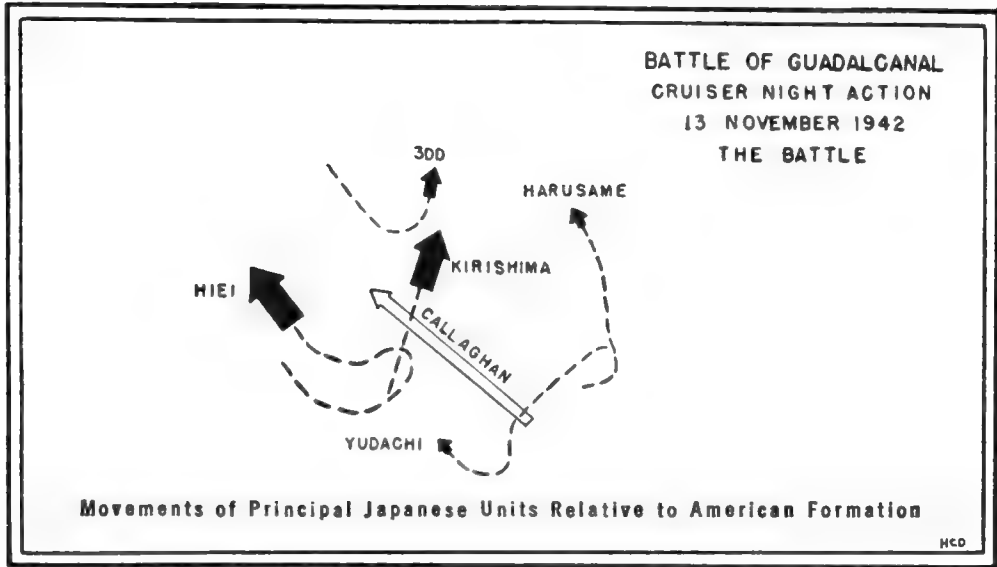 BATTLE OF GUADALCANAL
CRUISER NIGHT ACTION
13 NOVEMBER 1942
THE BATTLE
3DD
HARUSAME
KIRISHIMA
HIEI
CALLAGHAN
YUDACHI
Movements of Principal Japanese Units Relative to American Formation
HCD